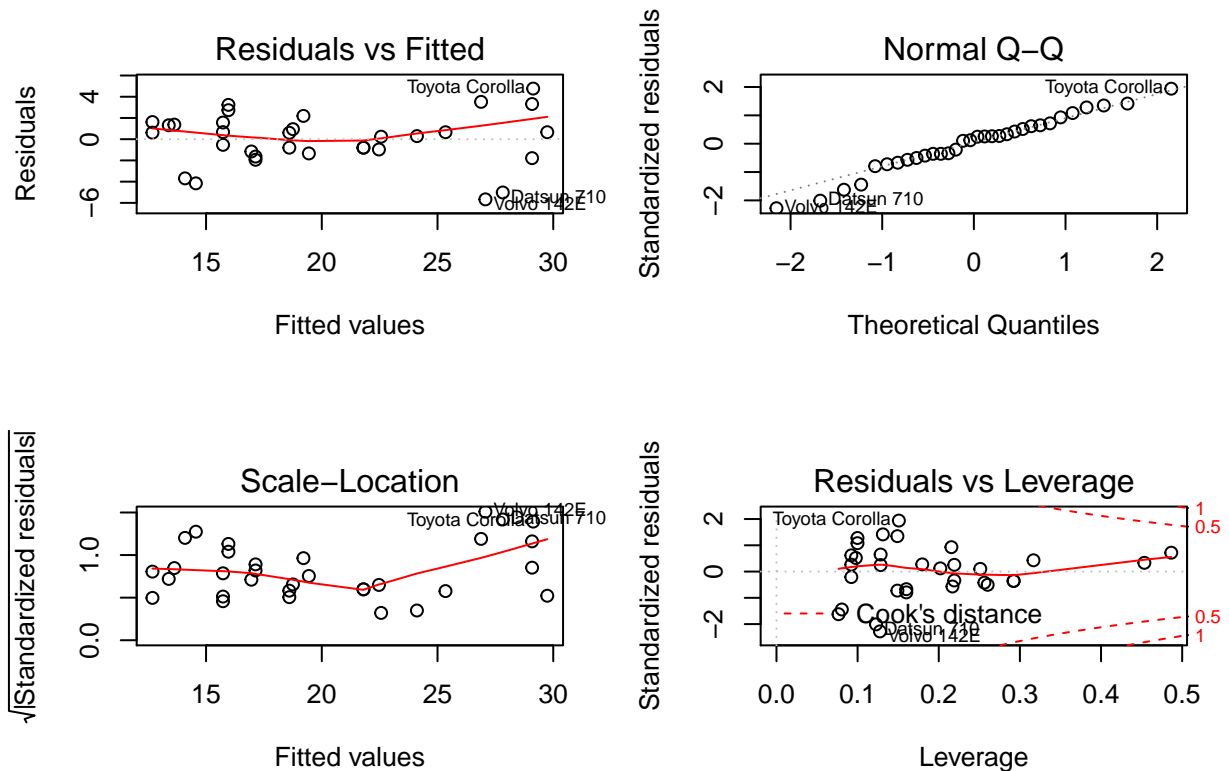 Residuals vs Fitted
Residuals
4
0
−6
Toyota Corolla
Datsun 710
Volvo 142E
15 20 25 30
Fitted values
Normal Q−Q
Standardized residuals
2
0
−2
Toyota Corolla
Datsun 710
Volvo 142E
−2 −1 0 1 2
Theoretical Quantiles
Scale−Location
√|Standardized residuals|
1.0
0.0
Volvo 142E
Toyota Corolla
Datsun 710
15 20 25 30
Fitted values
Residuals vs Leverage
Standardized residuals
2
0
−2
Toyota Corolla
1
0.5
Cook's distance
0.5
Datsun 710
Volvo 142E
1
0.0 0.1 0.2 0.3 0.4 0.5
Leverage